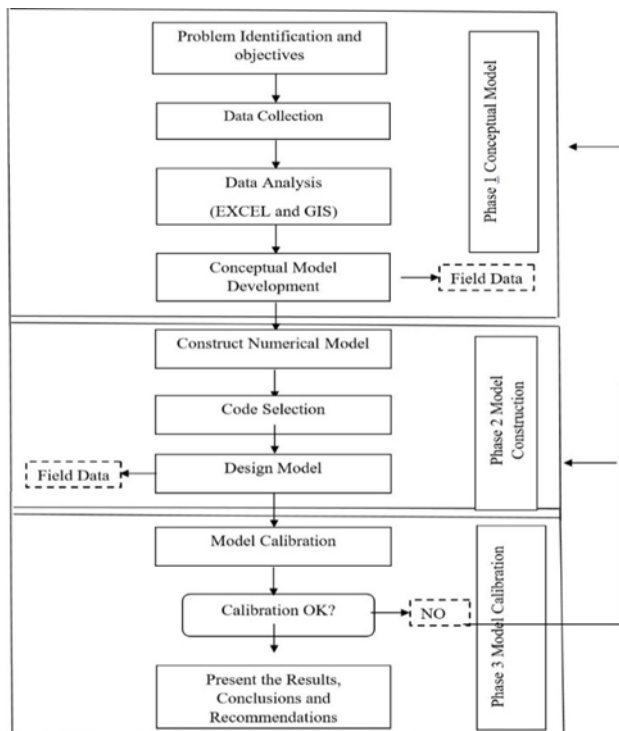 Problem Identification and
objectives
Data Collection
Data Analysis
(EXCEL and GIS)
Conceptual Model
Development
Field Data
Phase 1 Conceptual Model
Construct Numerical Model
Code Selection
Design Model
Field Data
Phase 2 Model
Construction
Model Calibration
Calibration OK?
NO
Present the Results,
Conclusions and
Recommendations
Phase 3 Model Calibration